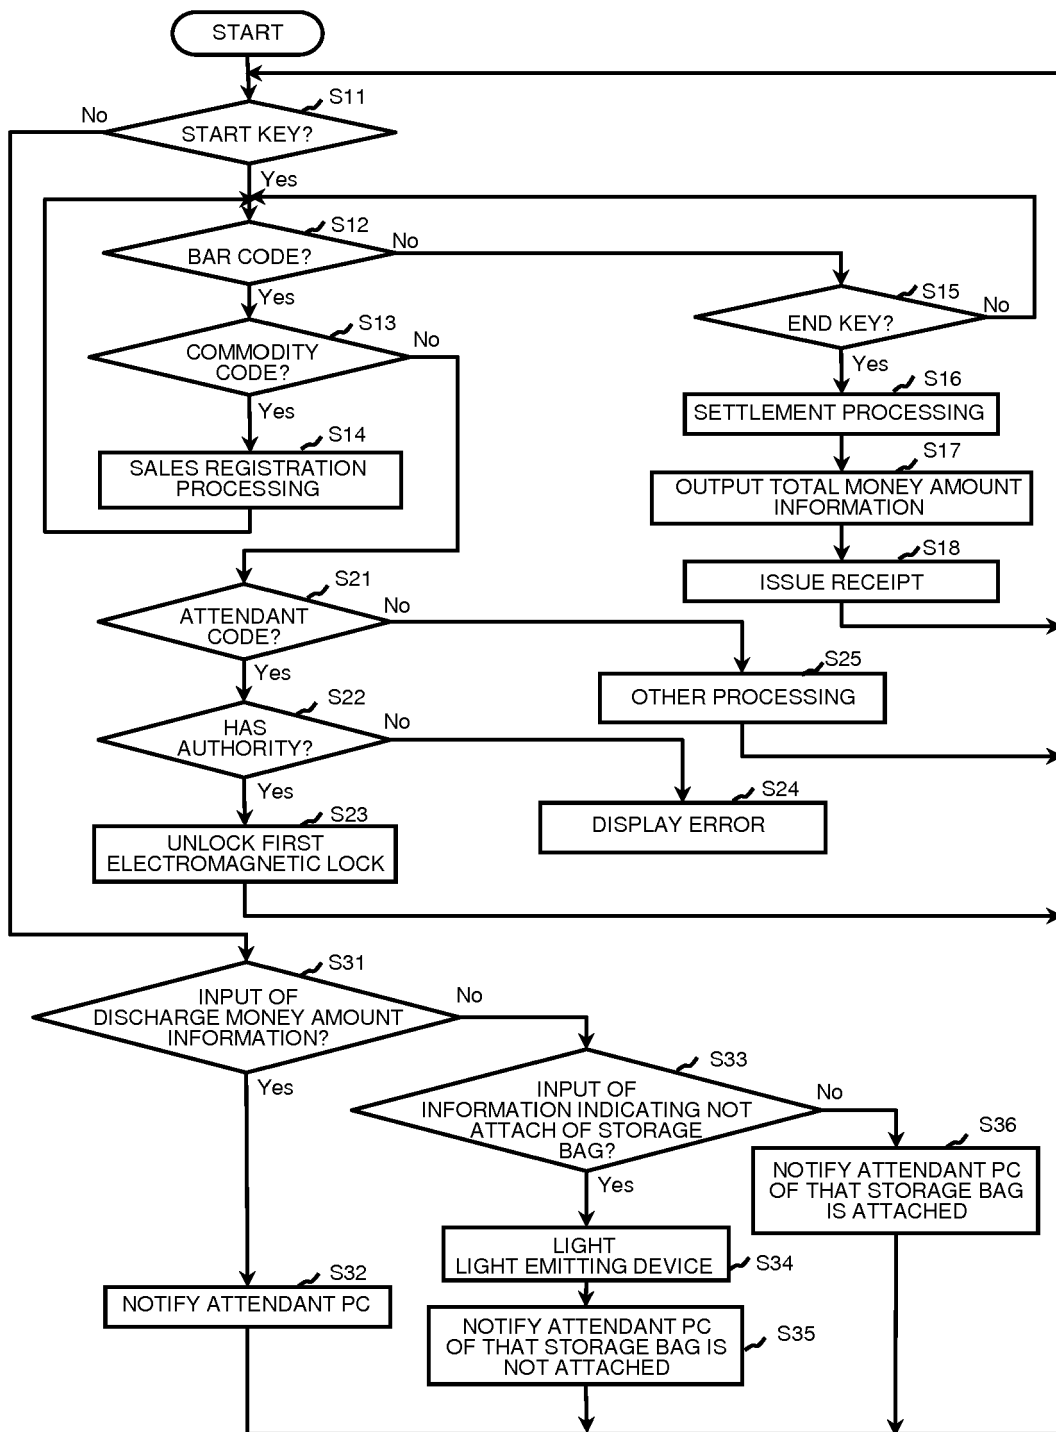 START
S11
No
START KEY?
Yes
S12
No
BAR CODE?
Yes
S15
No
END KEY?
Yes
S13
No
COMMODITY
CODE?
Yes
S16
SETTLEMENT PROCESSING
S14
SALES REGISTRATION
PROCESSING
S17
OUTPUT TOTAL MONEY AMOUNT
INFORMATION
S18
ISSUE RECEIPT
S21
No
ATTENDANT
CODE?
Yes
S25
OTHER PROCESSING
S22
No
HAS
AUTHORITY?
Yes
S24
DISPLAY ERROR
S23
UNLOCK FIRST
ELECTROMAGNETIC LOCK
S31
No
INPUT OF
DISCHARGE MONEY AMOUNT
INFORMATION?
Yes
S33
No
INPUT OF
INFORMATION INDICATING NOT
ATTACH OF STORAGE
BAG?
Yes
S36
NOTIFY ATTENDANT PC
OF THAT STORAGE BAG
IS ATTACHED
LIGHT
LIGHT EMITTING DEVICE
S34
S32
NOTIFY ATTENDANT PC
NOTIFY ATTENDANT PC
OF THAT STORAGE BAG IS
NOT ATTACHED
S35